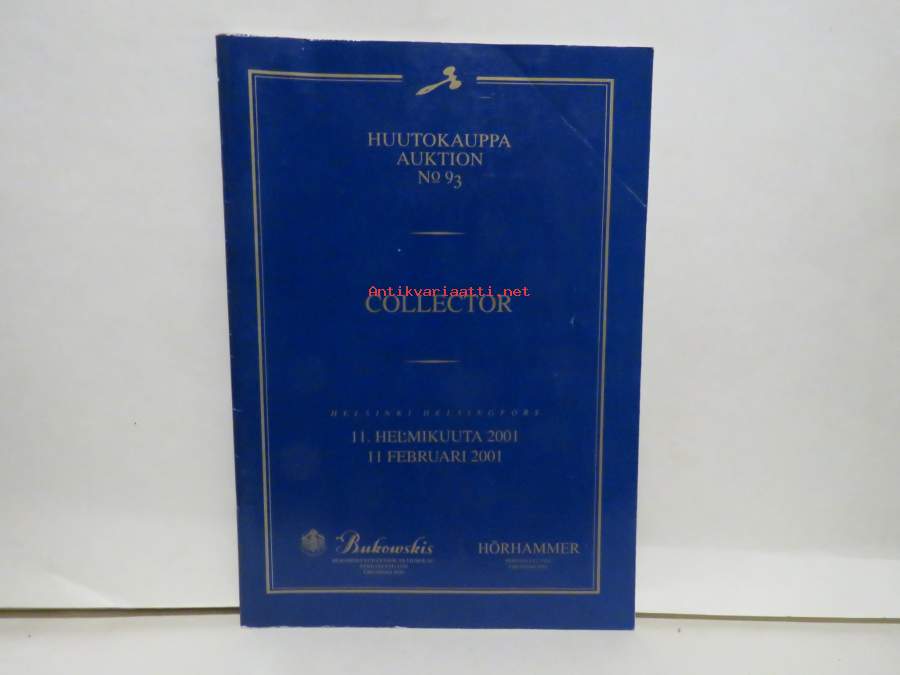 HUUTOKAUPPA
AUKTION
Nº 93
Antikvariaatti.net
COLLECTOR
HELSINKI HELSINGFORS
11. HELMIKUUTA 2001
11 FEBRUARI 2001
Bukowskis
HÖRHAMMER